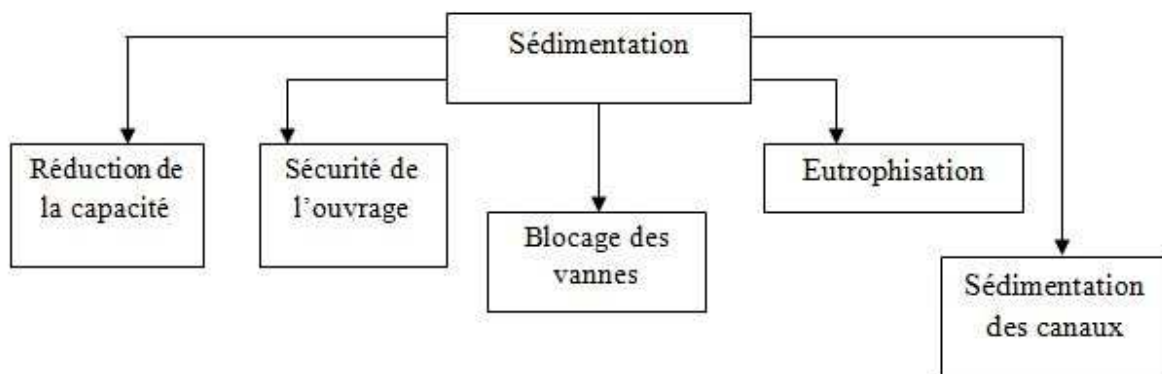 Sédimentation
Réduction de
la capacité
Sécurité de
l'ouvrage
Blocage des
vannes
Eutrophisation
Sédimentation
des canaux